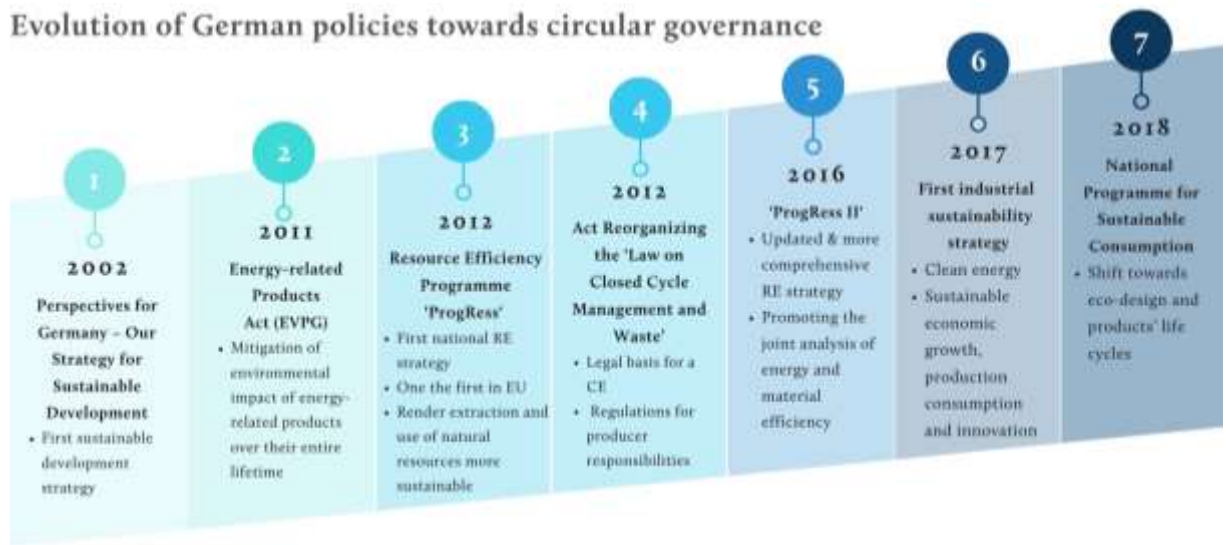 Evolution of German policies towards circular governance
1
2002
Perspectives for
Germany – Our
Strategy for
Sustainable
Development
• First sustainable
development
strategy
2
2011
Energy-related
Products
Act (EVPG)
• Mitigation of
environmental
impact of energy-
related products
over their entire
lifetime
3
2012
Resource Efficiency
Programme
'ProgRess'
• First national RE
strategy
• One the first in EU
• Render extraction and
use of natural
resources more
sustainable
4
2012
Act Reorganizing
the 'Law on
Closed Cycle
Management and
Waste'
• Legal basis for a
CE
• Regulations for
producer
responsibilities
5
2016
'ProgRess II'
• Updated & more
comprehensive
RE strategy
• Promoting the
joint analysis of
energy and
material
efficiency
6
2017
First industrial
sustainability
strategy
• Clean energy
• Sustainable
economic
growth,
production
consumption
and innovation
7
2018
National
Programme for
Sustainable
Consumption
• Shift towards
eco-design and
products' life
cycles